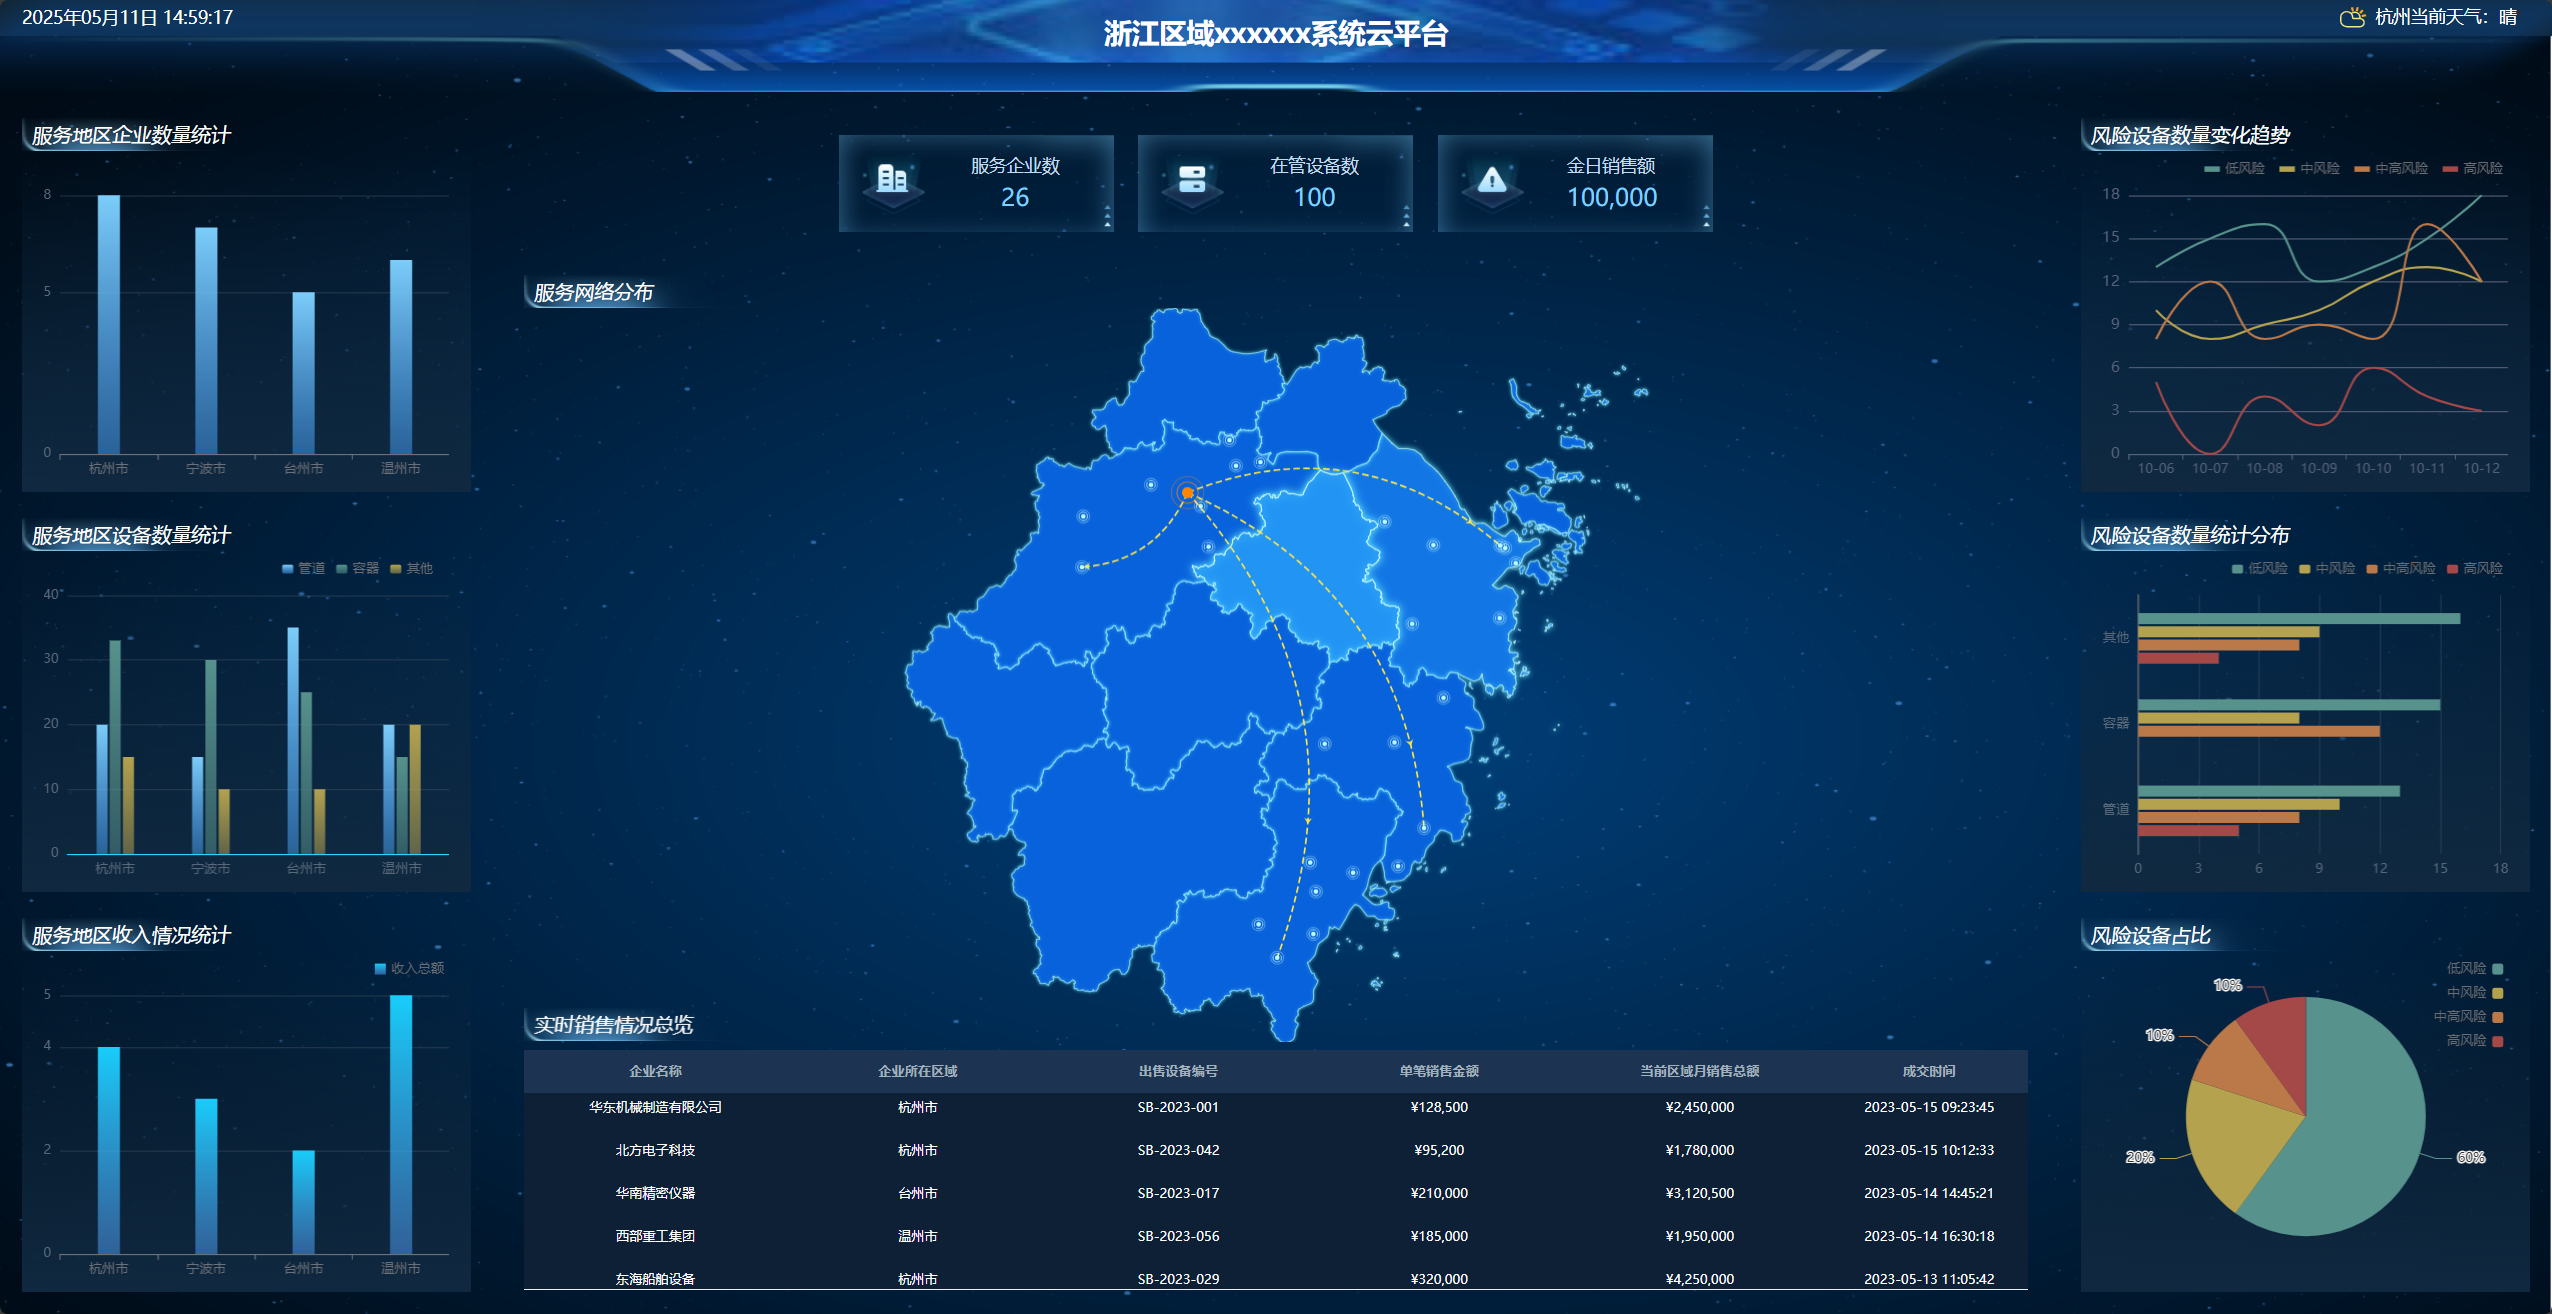 2025年05月11日 14:59:17
浙江区域xxxxxx系统云平台
杭州当前天气：晴
服务地区企业数量统计
8
5
0
杭州市 宁波市 台州市 温州市
服务地区设备数量统计
管道 容器 其他
40
30
20
10
0
杭州市 宁波市 台州市 温州市
服务地区收入情况统计
收入总额
5
4
2
0
杭州市 宁波市 台州市 温州市
服务企业数
26
在管设备数
100
金日销售额
100,000
服务网络分布
实时销售情况总览
企业名称 企业所在区域 出售设备编号 单笔销售金额 当前区域月销售总额 成交时间
华东机械制造有限公司 杭州市 SB-2023-001 ¥128,500 ¥2,450,000 2023-05-15 09:23:45
北方电子科技 杭州市 SB-2023-042 ¥95,200 ¥1,780,000 2023-05-15 10:12:33
华南精密仪器 台州市 SB-2023-017 ¥210,000 ¥3,120,500 2023-05-14 14:45:21
西部重工集团 温州市 SB-2023-056 ¥185,000 ¥1,950,000 2023-05-14 16:30:18
东海船舶设备 杭州市 SB-2023-029 ¥320,000 ¥4,250,000 2023-05-13 11:05:42
风险设备数量变化趋势
低风险 中风险 中高风险 高风险
18
15
12
9
6
3
0
10-06 10-07 10-08 10-09 10-10 10-11 10-12
风险设备数量统计分布
低风险 中风险 中高风险 高风险
其他
容器
管道
0 3 6 9 12 15 18
风险设备占比
低风险
中风险
中高风险
高风险
10%
10%
20%
60%